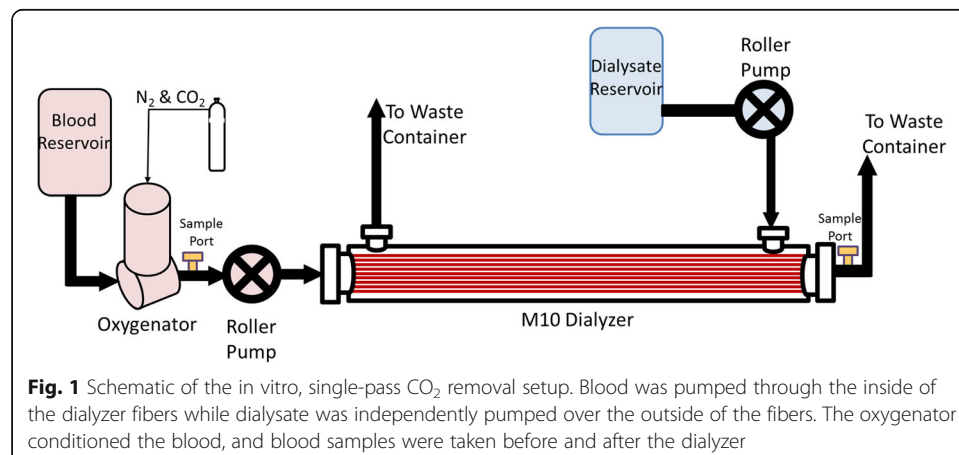 Blood
Reservoir
N₂ & CO₂
Oxygenator
Sample
Port
Roller
Pump
To Waste
Container
M10 Dialyzer
Dialysate
Reservoir
Roller
Pump
To Waste
Container
Sample
Port
Fig. 1 Schematic of the in vitro, single-pass CO₂ removal setup. Blood was pumped through the inside of
the dialyzer fibers while dialysate was independently pumped over the outside of the fibers. The oxygenator
conditioned the blood, and blood samples were taken before and after the dialyzer